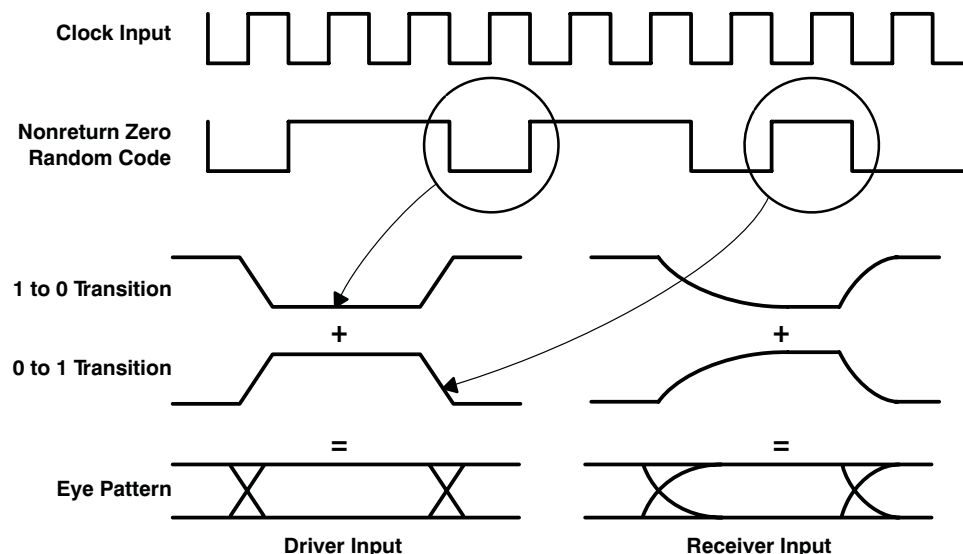 Clock Input
Nonreturn Zero
Random Code
1 to 0 Transition
+
+
0 to 1 Transition
=
=
Eye Pattern
Driver Input
Receiver Input